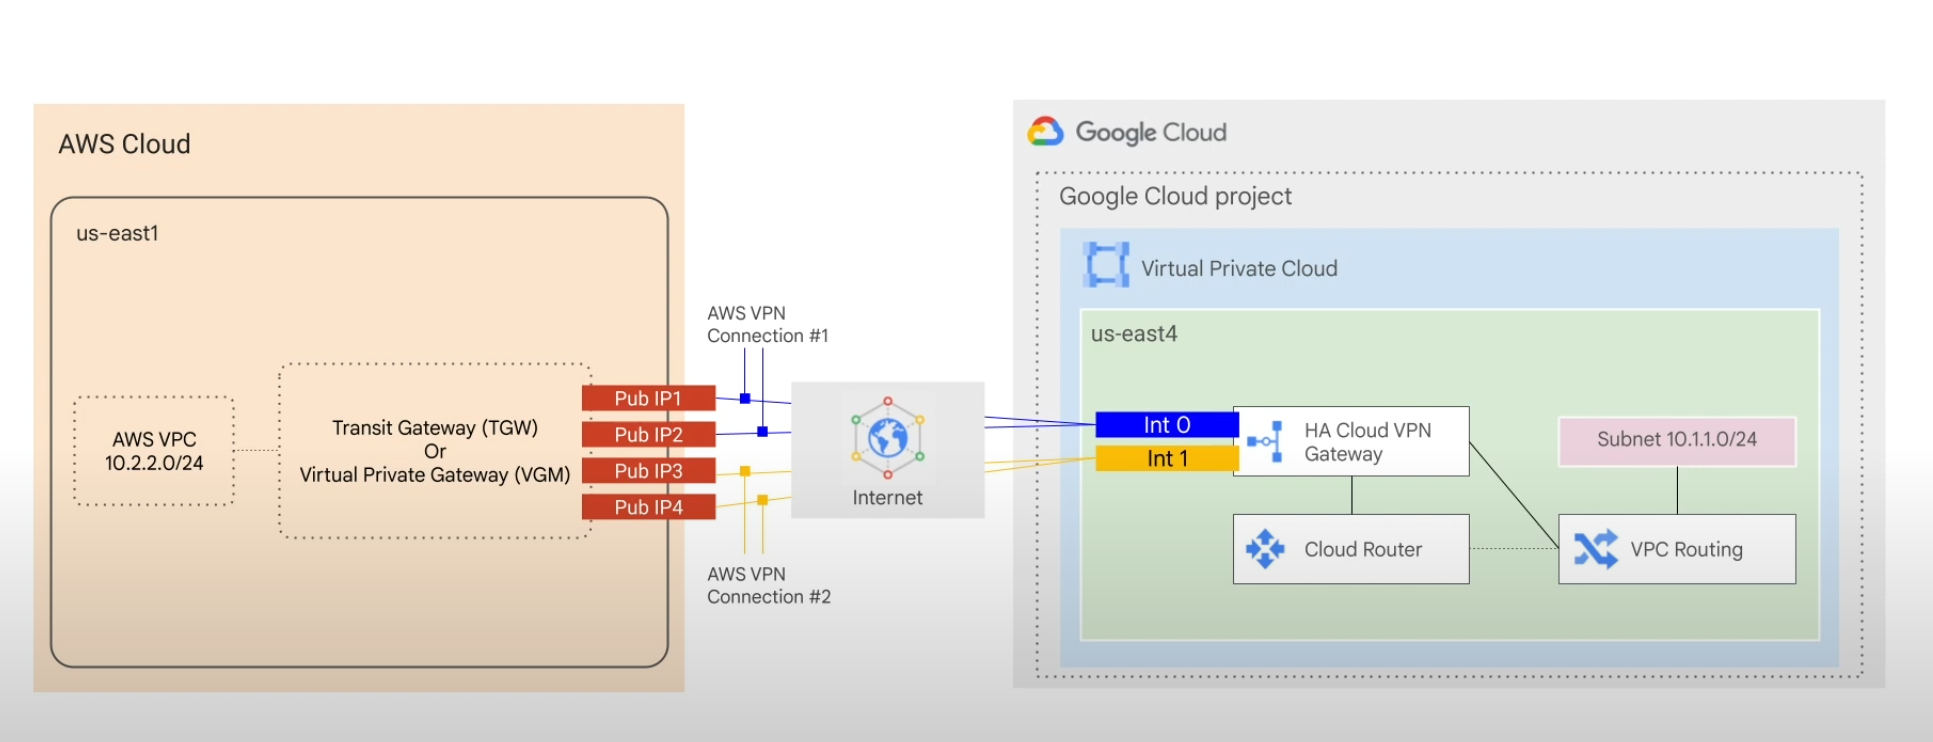 AWS Cloud
us-east1
AWS VPC
10.2.2.0/24
Transit Gateway (TGW)
Or
Virtual Private Gateway (VGM)
Pub IP1
Pub IP2
Pub IP3
Pub IP4
AWS VPN
Connection #1
AWS VPN
Connection #2
Internet
Google Cloud
Google Cloud project
Virtual Private Cloud
us-east4
Int 0
Int 1
HA Cloud VPN
Gateway
Subnet 10.1.1.0/24
Cloud Router
VPC Routing